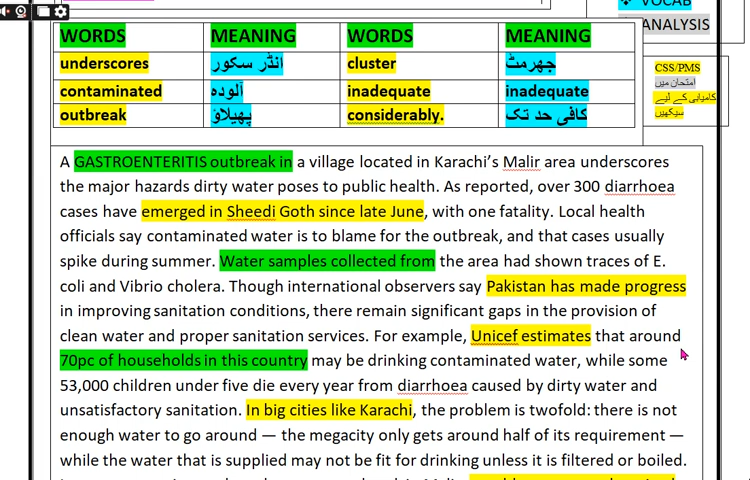 VOCAB
ANALYSIS
WORDS MEANING WORDS MEANING
underscores انڈر سکور cluster جھرمٹ
contaminated آلودہ inadequate inadequate
outbreak پھیلاؤ considerably. کافی حد تک
CSS/PMS
امتحان میں
کامیابی کے لیے
سیکھیں
A GASTROENTERITIS outbreak in a village located in Karachi's Malir area underscores
the major hazards dirty water poses to public health. As reported, over 300 diarrhoea
cases have emerged in Sheedi Goth since late June, with one fatality. Local health
officials say contaminated water is to blame for the outbreak, and that cases usually
spike during summer. Water samples collected from the area had shown traces of E.
coli and Vibrio cholera. Though international observers say Pakistan has made progress
in improving sanitation conditions, there remain significant gaps in the provision of
clean water and proper sanitation services. For example, Unicef estimates that around
70pc of households in this country may be drinking contaminated water, while some
53,000 children under five die every year from diarrhoea caused by dirty water and
unsatisfactory sanitation. In big cities like Karachi, the problem is twofold: there is not
enough water to go around — the megacity only gets around half of its requirement —
while the water that is supplied may not be fit for drinking unless it is filtered or boiled.